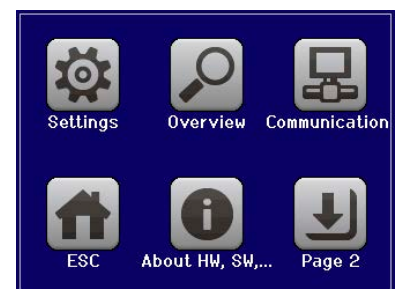 Settings
Overview
Communication
ESC
About HW, SW,...
Page 2